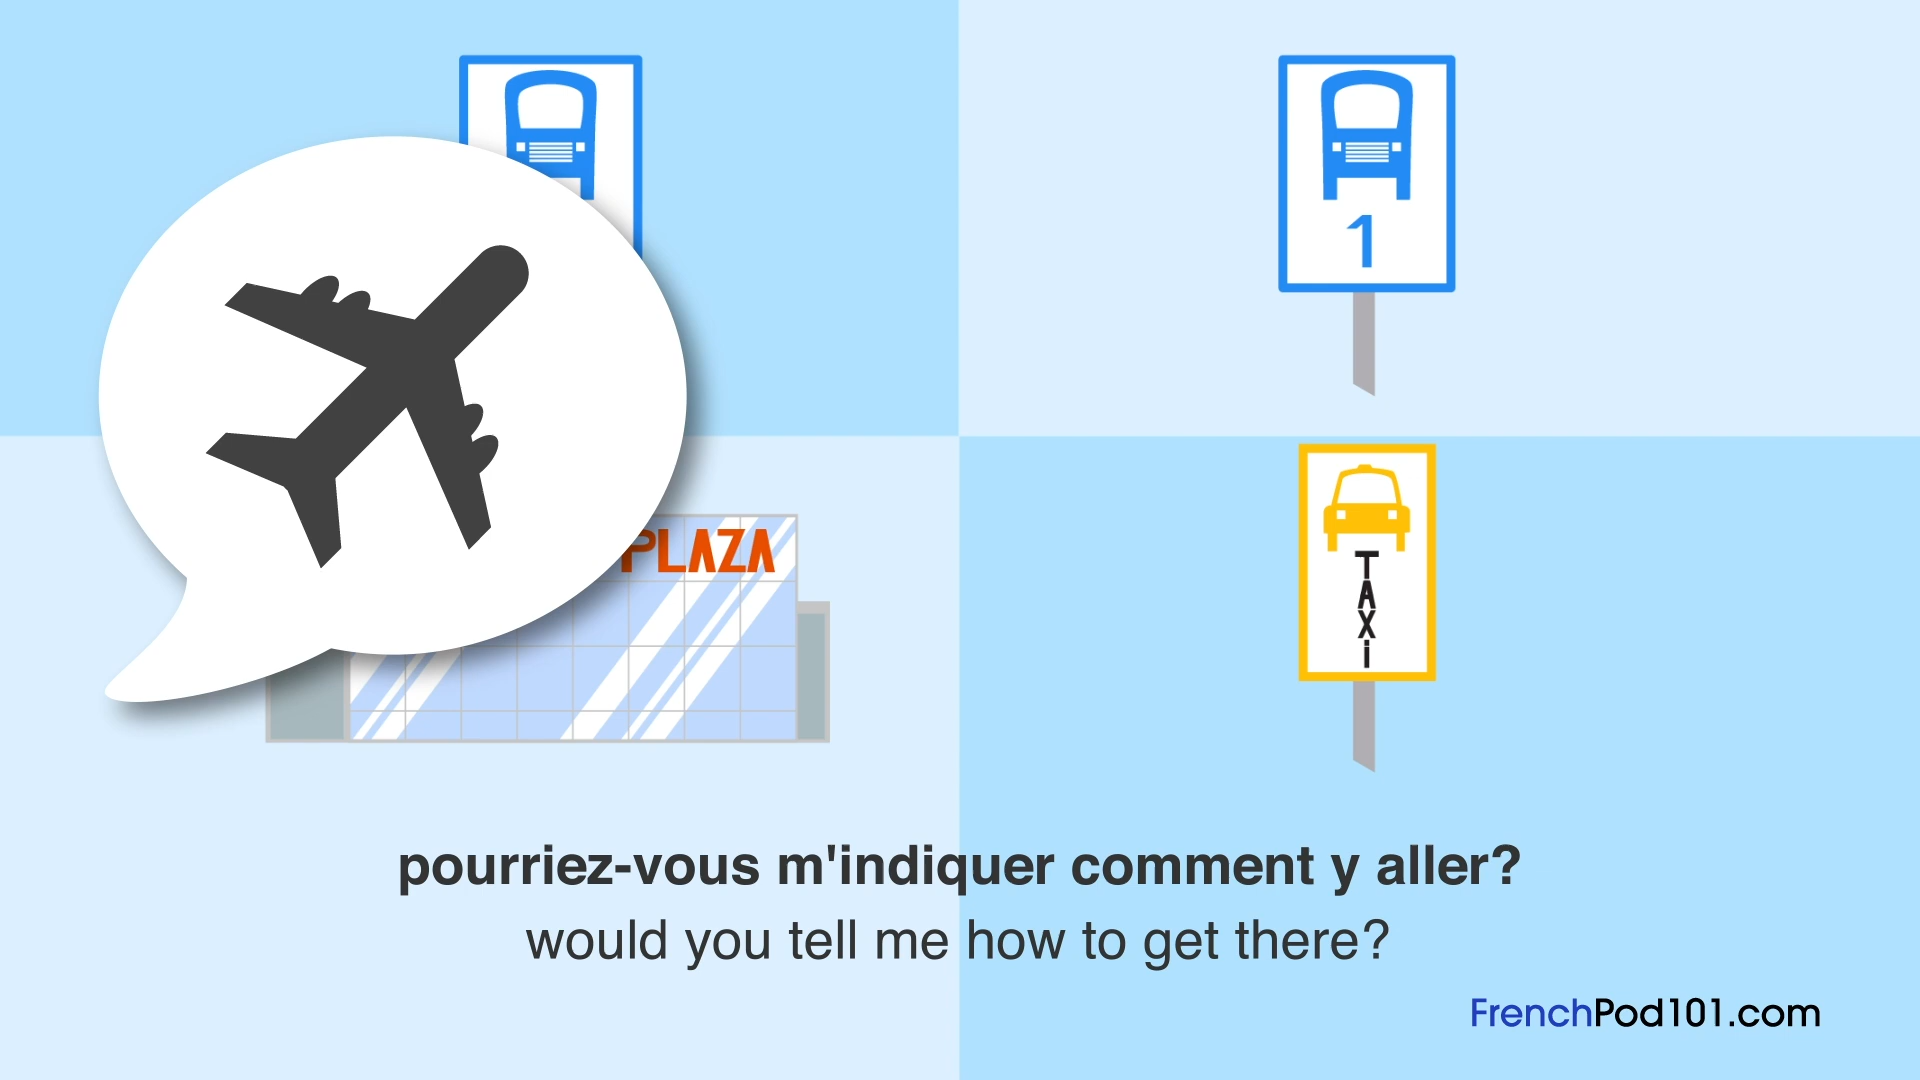 1
PLAZA
TAXi
pourriez-vous m'indiquer comment y aller?
would you tell me how to get there?
FrenchPod101.com